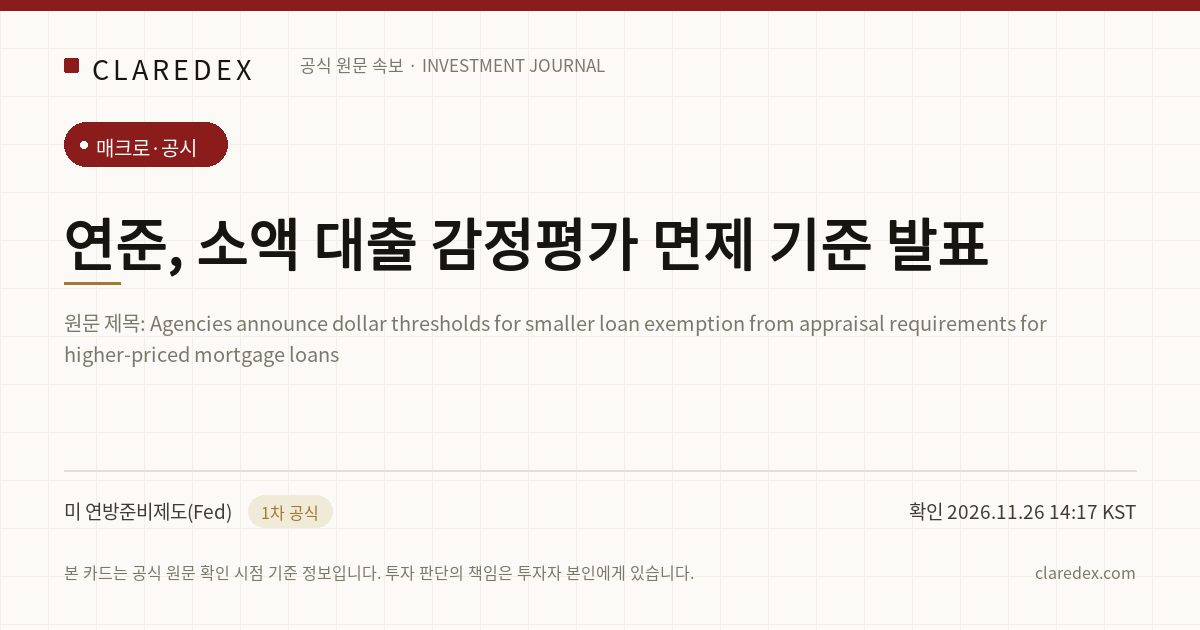 CLAREDEX
공식 원문 속보 · INVESTMENT JOURNAL
매크로·공시
연준, 소액 대출 감정평가 면제 기준 발표
원문 제목: Agencies announce dollar thresholds for smaller loan exemption from appraisal requirements for
higher-priced mortgage loans
미 연방준비제도(Fed)
1차 공식
확인 2026.11.26 14:17 KST
본 카드는 공식 원문 확인 시점 기준 정보입니다. 투자 판단의 책임은 투자자 본인에게 있습니다.
claredex.com